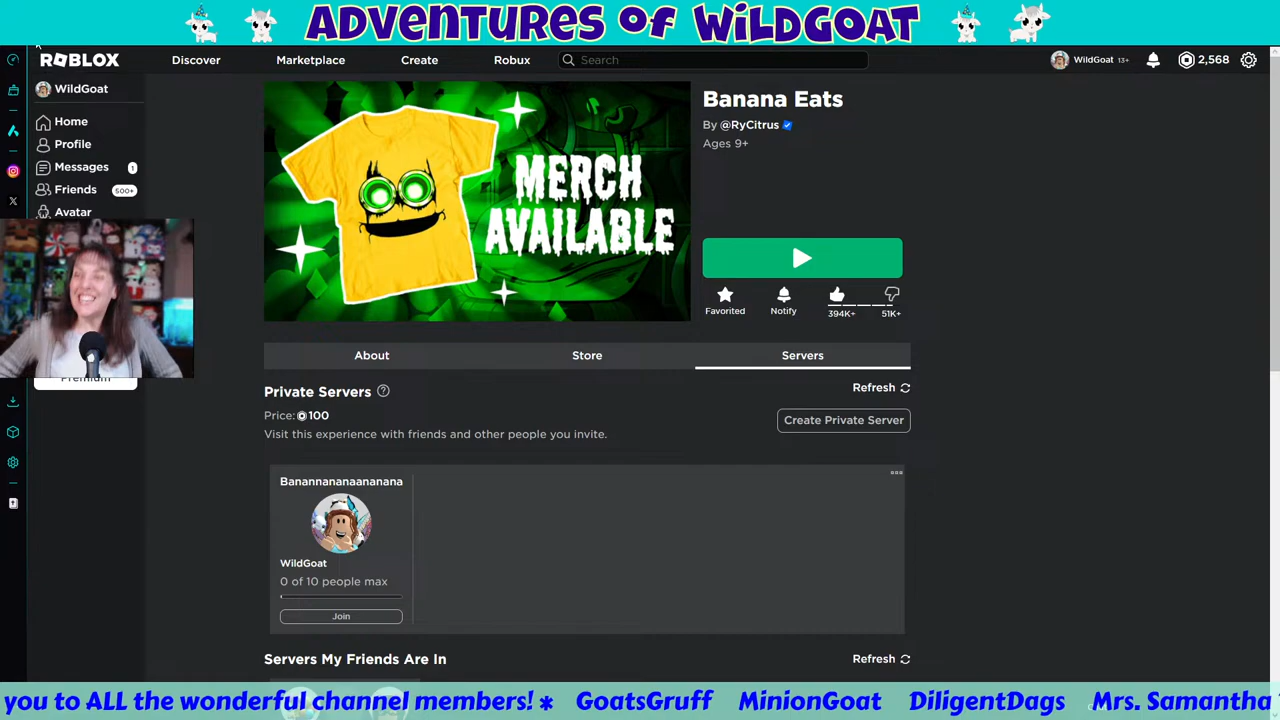 ADVENTURES OF WILDGOAT
ROBLOX
Discover
Marketplace
Create
Robux
Search
WildGoat 13+
2,568
WildGoat
Home
Profile
Messages 1
Friends 500+
Avatar
Premium
MERCH
AVAILABLE
Banana Eats
By @RyCitrus
Ages 9+
Favorited
Notify
394K+
51K+
About
Store
Servers
Private Servers
Refresh
Price: 100
Create Private Server
Visit this experience with friends and other people you invite.
Banannananaananana
WildGoat
0 of 10 people max
Join
Servers My Friends Are In
Refresh
you to ALL the wonderful channel members! * GoatsGruff MinionGoat DiligentDags Mrs. Samantha